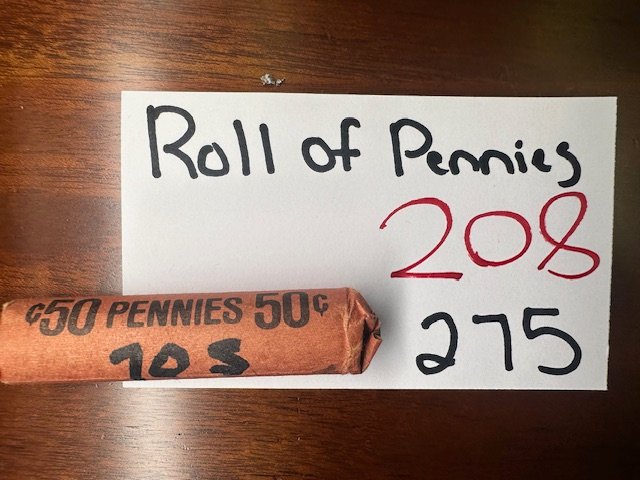 Roll of Pennies
208
¢50 PENNIES 50¢
70s
275